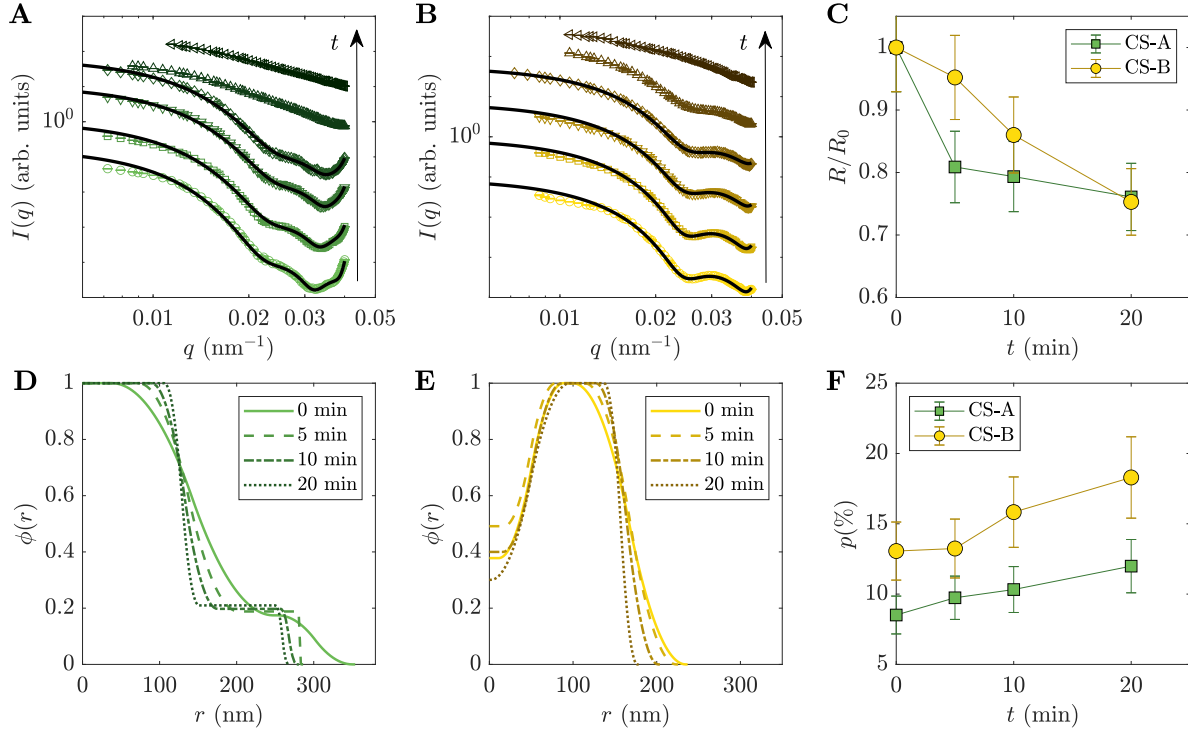 A
B
C
t
t
I(q) (arb. units)
10^0
0.01
0.02
0.03
0.05
q (nm^−1)
I(q) (arb. units)
10^0
0.01
0.02
0.03
0.05
q (nm^−1)
R/R_0
1
0.9
0.8
0.7
0.6
0
10
20
t (min)
CS-A
CS-B
D
E
F
ϕ(r)
1
0.8
0.6
0.4
0.2
0
0
100
200
300
r (nm)
0 min
5 min
10 min
20 min
ϕ(r)
1
0.8
0.6
0.4
0.2
0
0
100
200
300
r (nm)
0 min
5 min
10 min
20 min
p(%)
25
20
15
10
5
0
10
20
t (min)
CS-A
CS-B